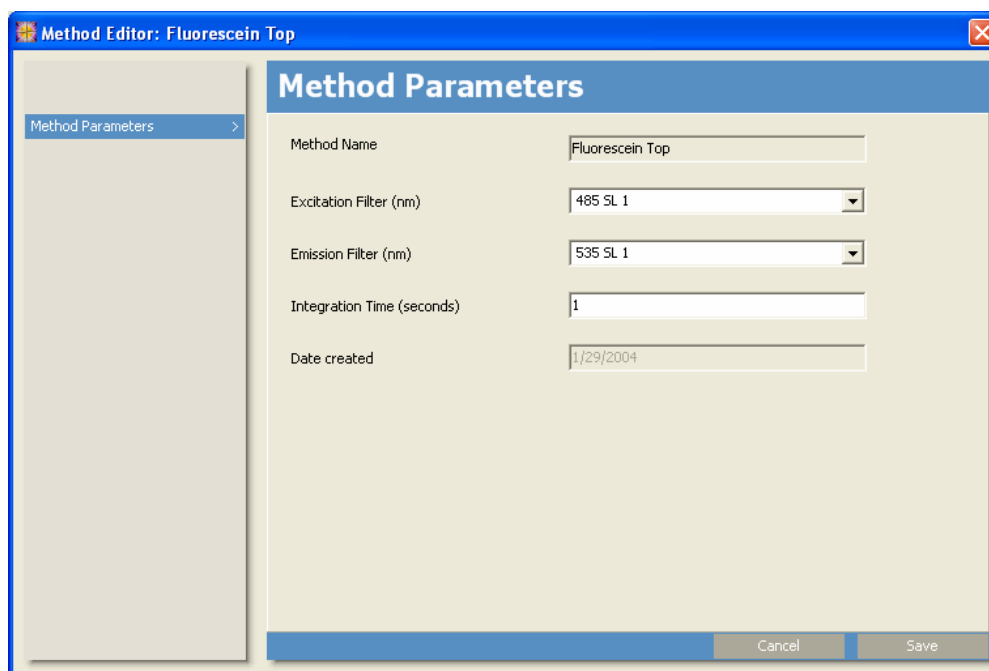 Method Editor: Fluorescein Top
Method Parameters
Method Parameters >
Method Name
Fluorescein Top
Excitation Filter (nm)
485 SL 1
Emission Filter (nm)
535 SL 1
Integration Time (seconds)
1
Date created
1/29/2004
Cancel
Save